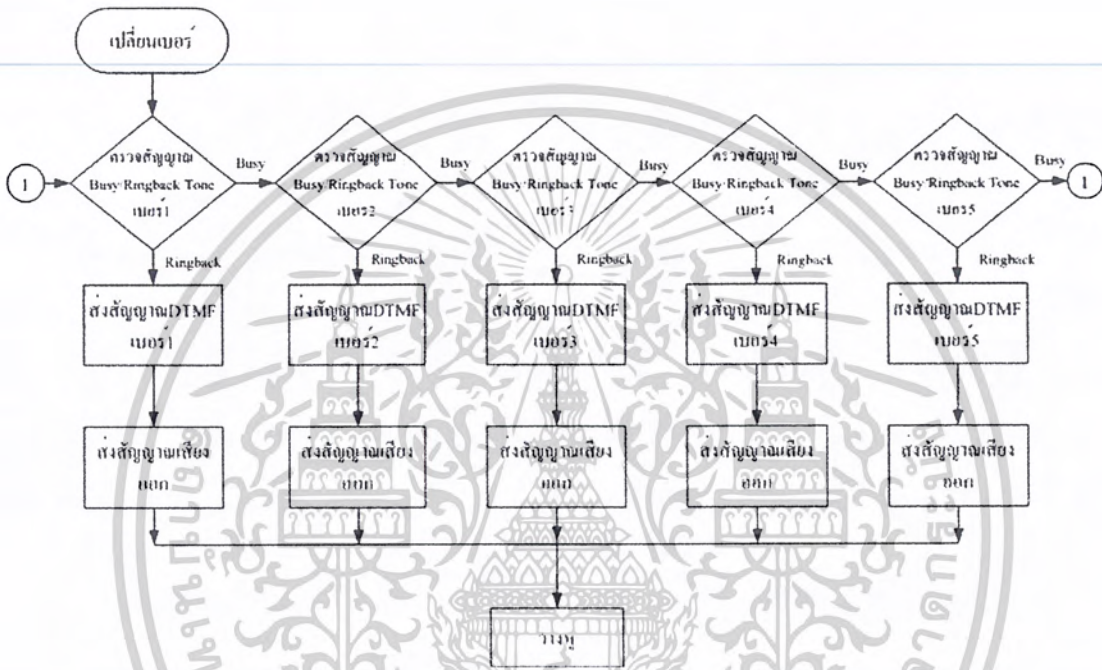 เปลี่ยนเบอร์
1
ตรวจสัญญาณ
Busy/Ringback Tone
เบอร์1
Busy
ตรวจสัญญาณ
Busy/Ringback Tone
เบอร์2
Busy
ตรวจสัญญาณ
Busy/Ringback Tone
เบอร์3
Busy
ตรวจสัญญาณ
Busy/Ringback Tone
เบอร์4
Busy
ตรวจสัญญาณ
Busy/Ringback Tone
เบอร์5
Busy
1
Ringback
Ringback
Ringback
Ringback
Ringback
ส่งสัญญาณDTMF
เบอร์1
ส่งสัญญาณDTMF
เบอร์2
ส่งสัญญาณDTMF
เบอร์3
ส่งสัญญาณDTMF
เบอร์4
ส่งสัญญาณDTMF
เบอร์5
ส่งสัญญาณเสียง
ออก
ส่งสัญญาณเสียง
ออก
ส่งสัญญาณเสียง
ออก
ส่งสัญญาณเสียง
ออก
ส่งสัญญาณเสียง
ออก
วางหู